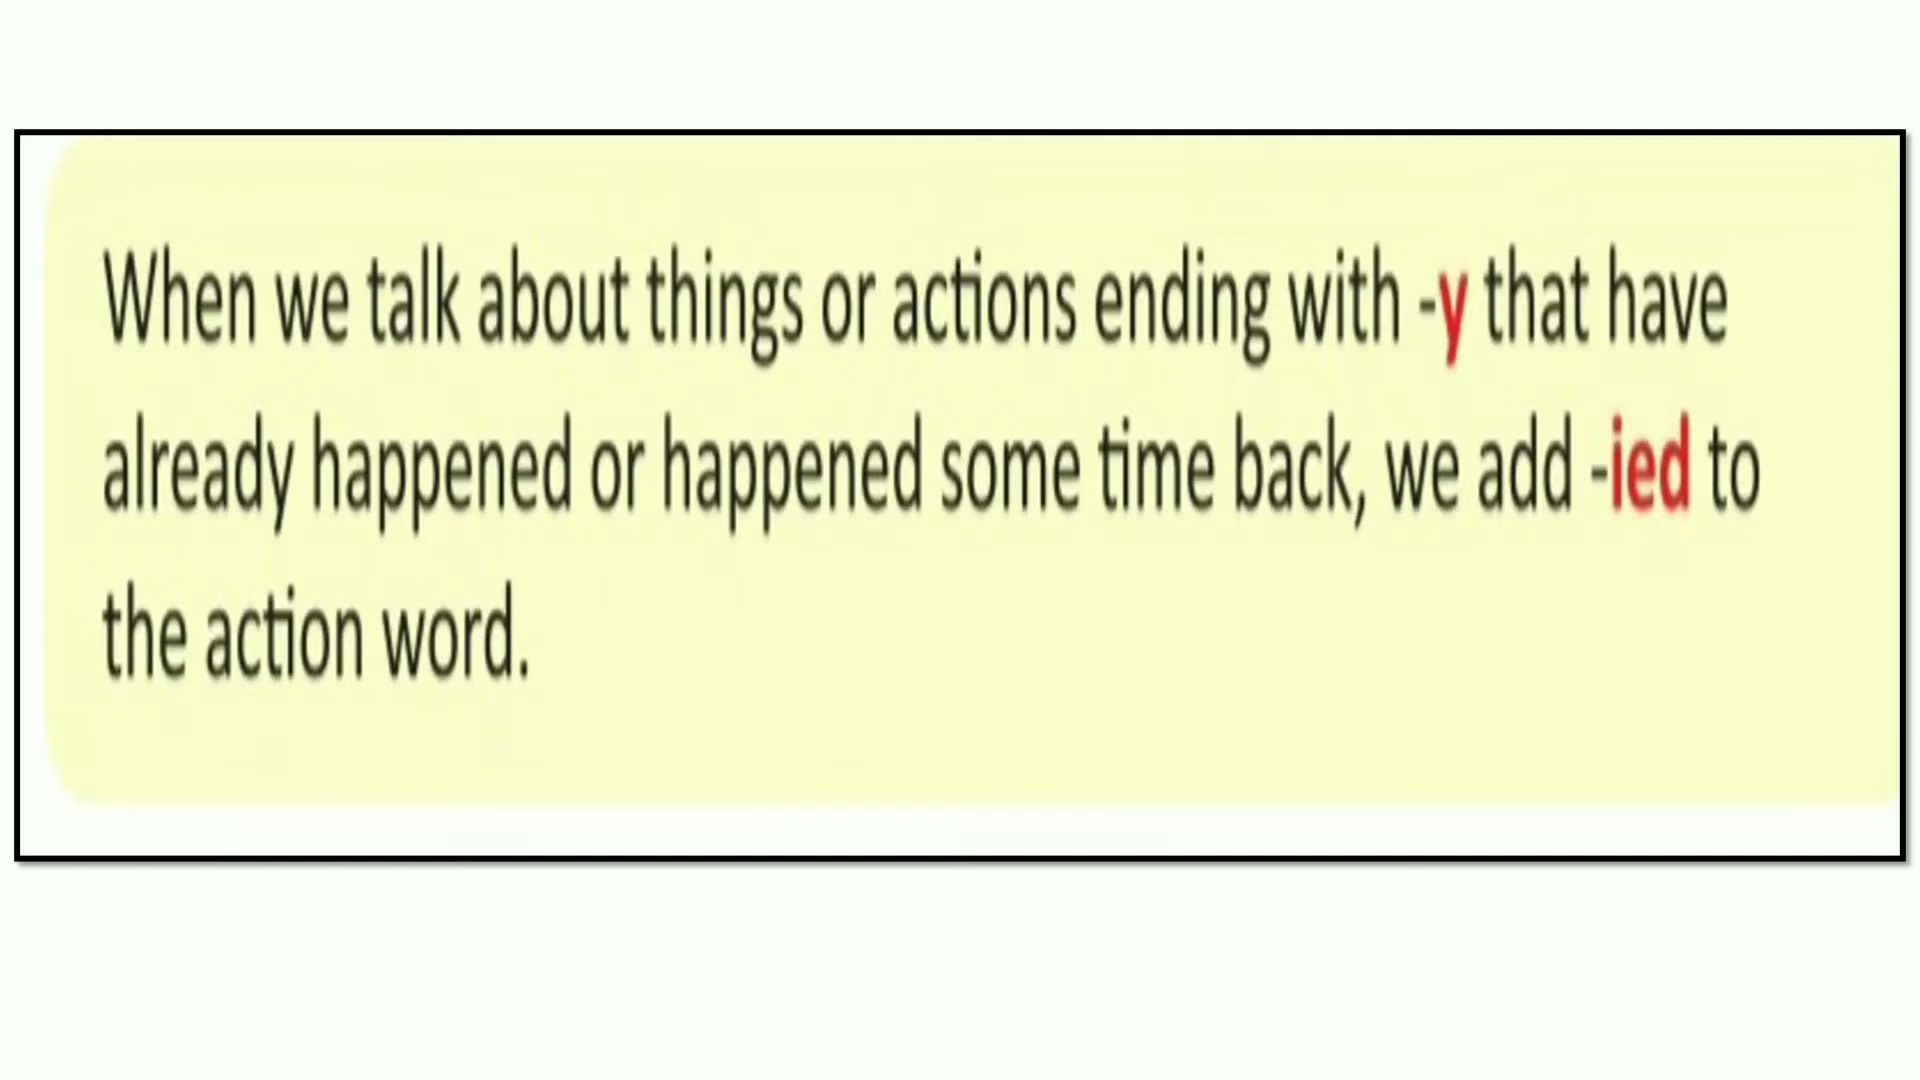 When we talk about things or actions ending with -y that have
already happened or happened some time back, we add -ied to
the action word.